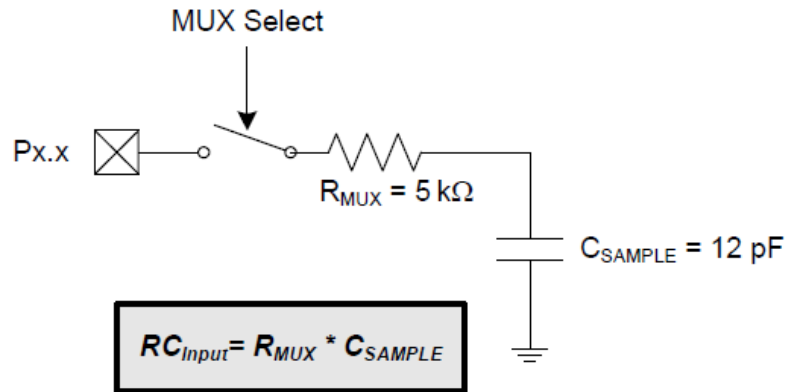 MUX Select
Px.x
R_MUX = 5 kΩ
C_SAMPLE = 12 pF
RC_Input= R_MUX * C_SAMPLE